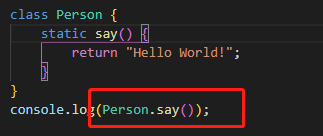 class Person {
    static say() {
        return "Hello World!";
    }
}
console.log(Person.say());